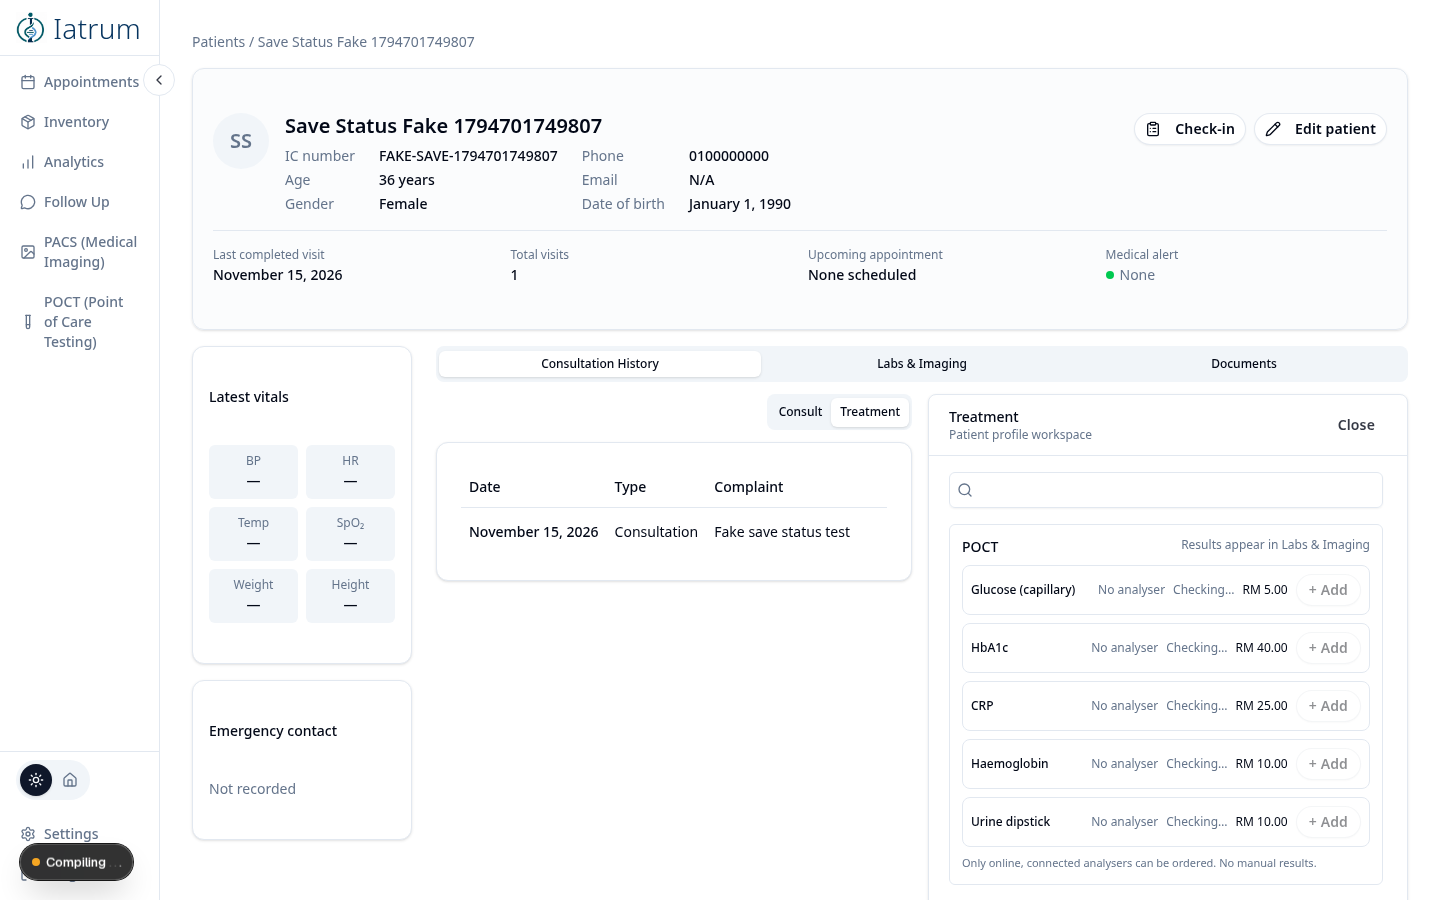 Iatrum
Appointments
Inventory
Analytics
Follow Up
PACS (Medical
Imaging)
POCT (Point
of Care
Testing)
Settings
Compiling ...
Patients / Save Status Fake 1794701749807
SS
Save Status Fake 1794701749807
Check-in
Edit patient
IC number FAKE-SAVE-1794701749807 Phone 0100000000
Age 36 years Email N/A
Gender Female Date of birth January 1, 1990
Last completed visit Total visits Upcoming appointment Medical alert
November 15, 2026 1 None scheduled None
Latest vitals
BP HR
— —
Temp SpO₂
— —
Weight Height
— —
Emergency contact
Not recorded
Consultation History Labs & Imaging Documents
Consult Treatment
Date Type Complaint
November 15, 2026 Consultation Fake save status test
Treatment
Patient profile workspace
Close
POCT Results appear in Labs & Imaging
Glucose (capillary) No analyser Checking... RM 5.00 + Add
HbA1c No analyser Checking... RM 40.00 + Add
CRP No analyser Checking... RM 25.00 + Add
Haemoglobin No analyser Checking... RM 10.00 + Add
Urine dipstick No analyser Checking... RM 10.00 + Add
Only online, connected analysers can be ordered. No manual results.